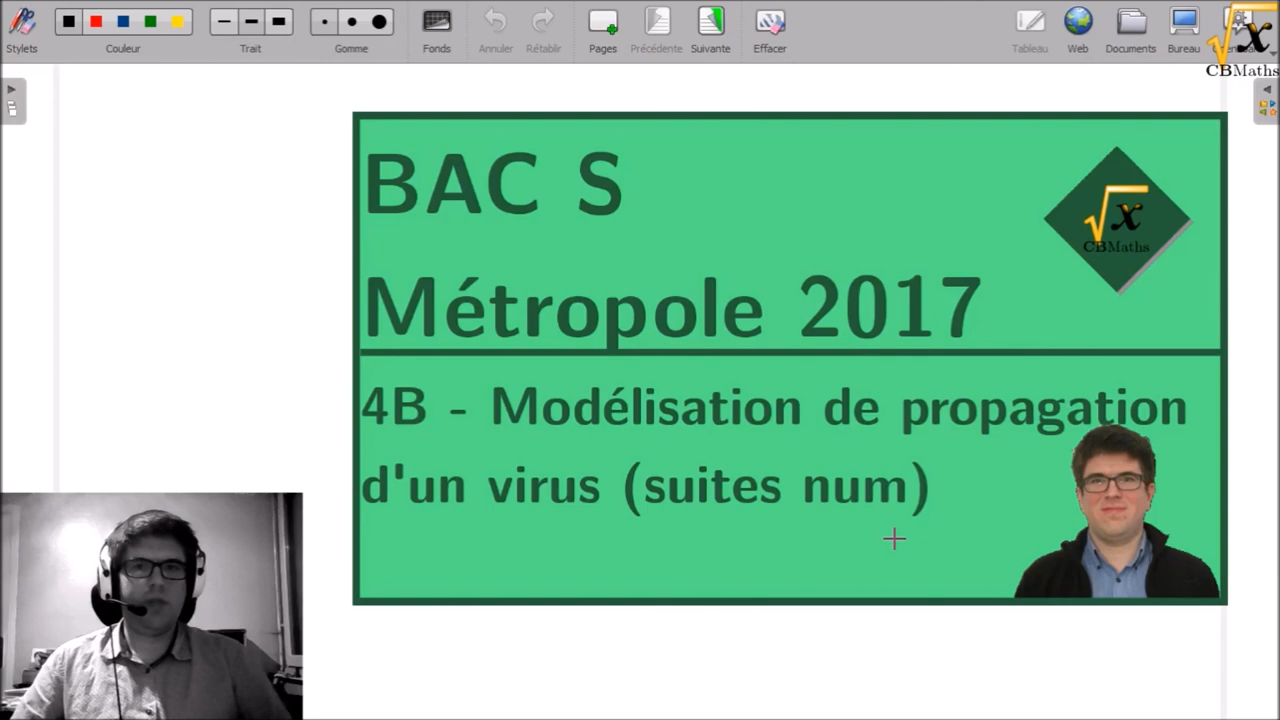 Stylets Couleur Trait Gomme Fonds Annuler Rétablir Pages Précédente Suivante Effacer Tableau Web Documents Bureau
x
CBMaths
BAC S
Métropole 2017
x
CBMaths
4B - Modélisation de propagation
d'un virus (suites num)